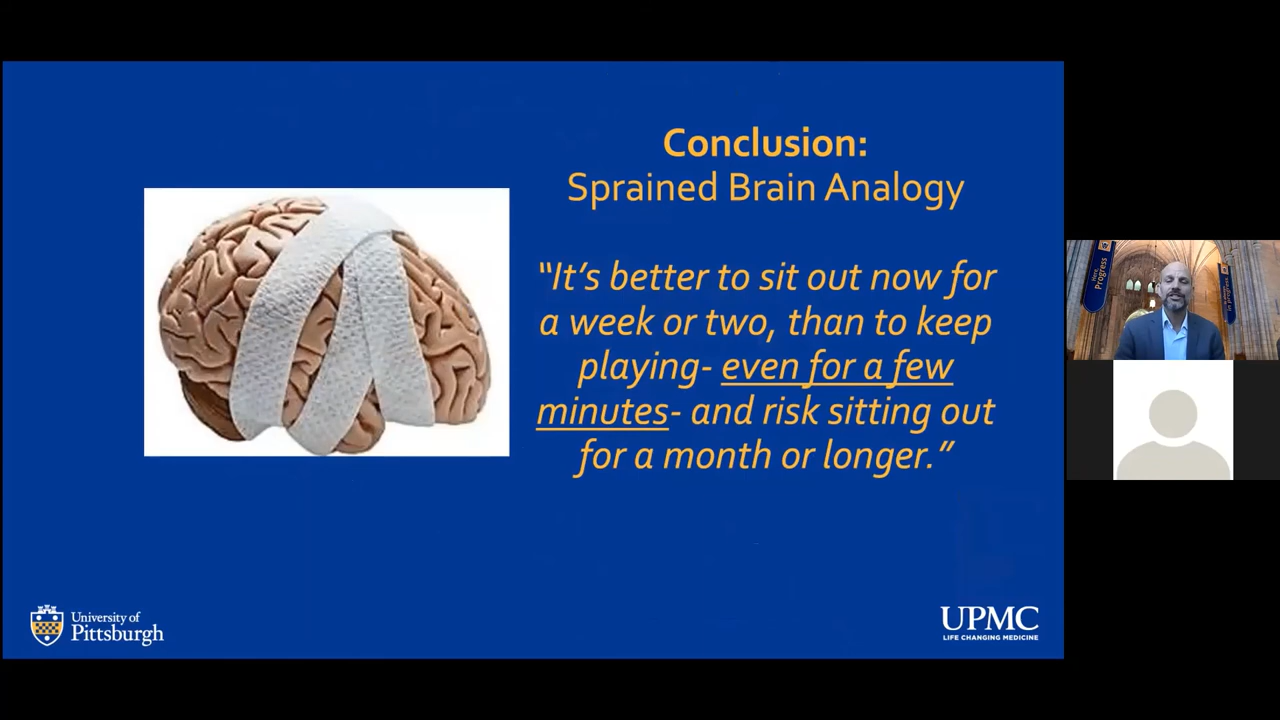 Conclusion:
Sprained Brain Analogy
“It’s better to sit out now for
a week or two, than to keep
playing- even for a few
minutes- and risk sitting out
for a month or longer.”
University of
Pittsburgh
UPMC
LIFE CHANGING MEDICINE
Progress